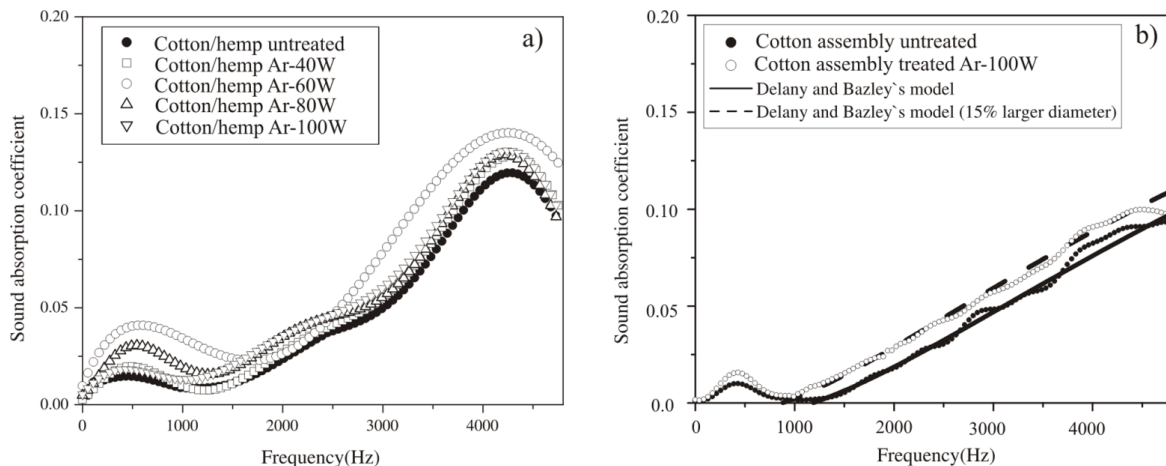 0.20
0.15
0.10
0.05
0.00
Sound absorption coefficient
a)
Cotton/hemp untreated
Cotton/hemp Ar-40W
Cotton/hemp Ar-60W
Cotton/hemp Ar-80W
Cotton/hemp Ar-100W
0
1000
2000
3000
4000
Frequency(Hz)
0.20
0.15
0.10
0.05
0.0
Sound absorption coefficient
b)
Cotton assembly untreated
Cotton assembly treated Ar-100W
Delany and Bazley`s model
Delany and Bazley`s model (15% larger diameter)
0
1000
2000
3000
4000
Frequency(Hz)